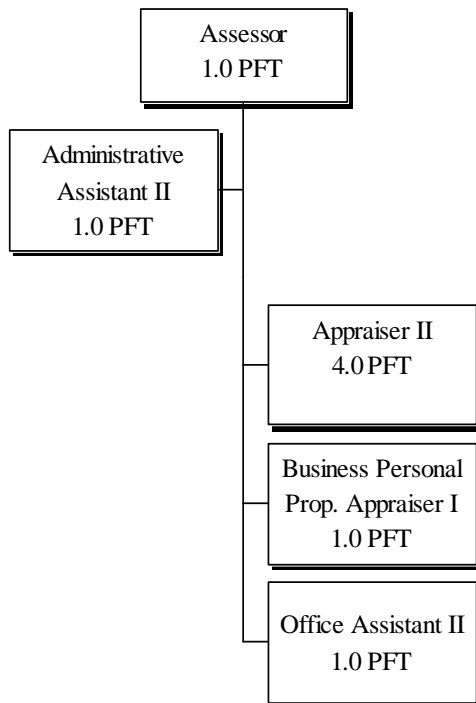 Assessor
1.0 PFT
Administrative
Assistant II
1.0 PFT
Appraiser II
4.0 PFT
Business Personal
Prop. Appraiser I
1.0 PFT
Office Assistant II
1.0 PFT